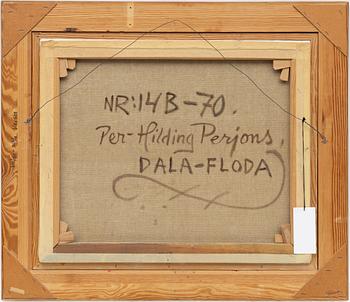 NR:14B-70.
Per-Hilding Perjons,
DALA-FLODA